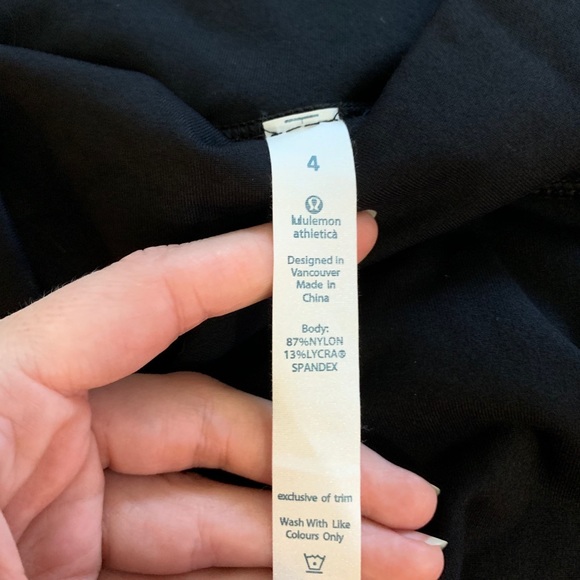 4
lululemon
athletica
Designed in
Vancouver
Made in
China
Body:
87%NYLON
13%LYCRA®
SPANDEX
exclusive of trim
Wash With Like
Colours Only